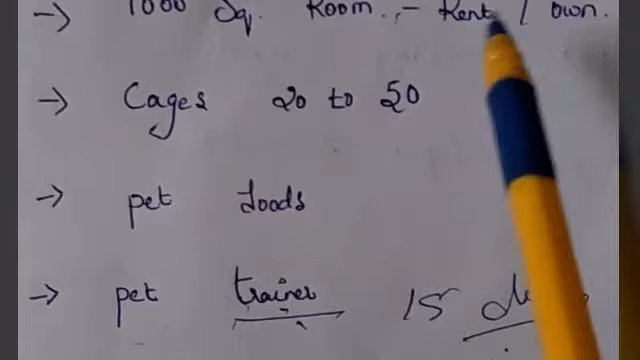 → 1000 Sq. Room. - Rent / own.
→ Cages 20 to 50
→ pet foods
→ pet trainer 15